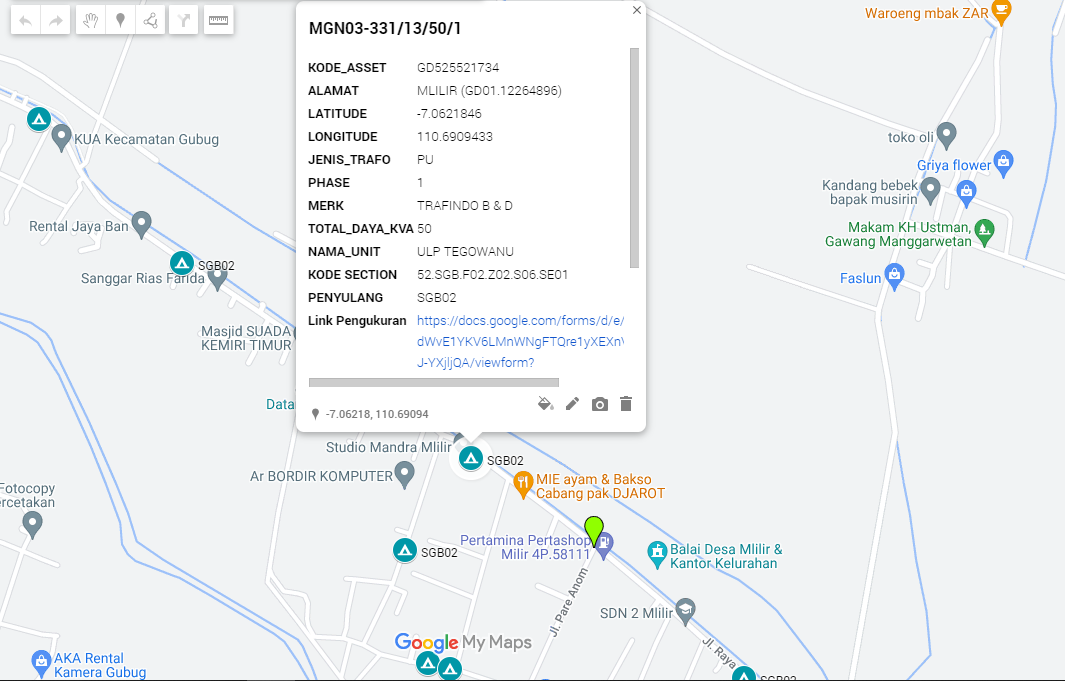 MGN03-331/13/50/1
KODE_ASSET GD525521734
ALAMAT MLILIR (GD01.12264896)
LATITUDE -7.0621846
LONGITUDE 110.6909433
JENIS_TRAFO PU
PHASE 1
MERK TRAFINDO B & D
TOTAL_DAYA_KVA 50
NAMA_UNIT ULP TEGOWANU
KODE SECTION 52.SGB.F02.Z02.S06.SE01
PENYULANG SGB02
Link Pengukuran https://docs.google.com/forms/d/e/
dWvE1YKV6LMnWNgFTQre1yXEXn
J-YXjljQA/viewform?
-7.06218, 110.69094
Waroeng mbak ZAR
KUA Kecamatan Gubug
toko oli
Griya flower
Kandang bebek
bapak musirin
Rental Jaya Ban
Makam KH Ustman,
Gawang Manggarwetan
SGB02
Sanggar Rias Farida
Faslun
Masjid SUADA
KEMIRI TIMUR
Datan
Studio Mandra Mlilir
SGB02
Ar BORDIR KOMPUTER
MIE ayam & Bakso
Cabang pak DJAROT
Fotocopy
ercetakan
Pertamina Pertashop
Milir 4P.58111
SGB02
Balai Desa Mlilir &
Kantor Kelurahan
Jl. Pare Anom
SDN 2 Mlilir
Google My Maps
Jl. Raya
AKA Rental
Kamera Gubug
SGB02